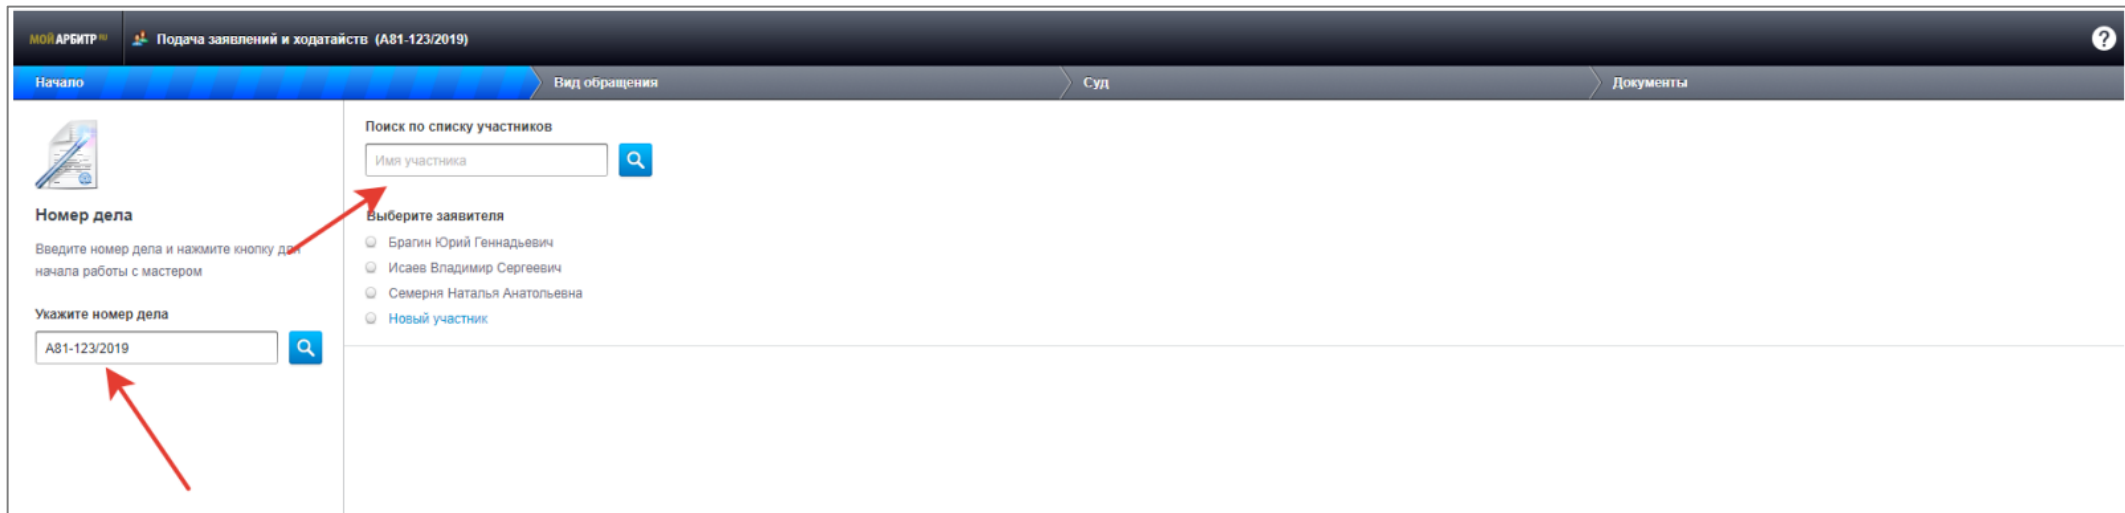 МОЙ АРБИТР RU
Подача заявлений и ходатайств (А81-123/2019)
?
Начало
Вид обращения
Суд
Документы
Номер дела
Введите номер дела и нажмите кнопку для
начала работы с мастером
Укажите номер дела
А81-123/2019
Поиск по списку участников
Имя участника
Выберите заявителя
Брагин Юрий Геннадьевич
Исаев Владимир Сергеевич
Семерня Наталья Анатольевна
Новый участник